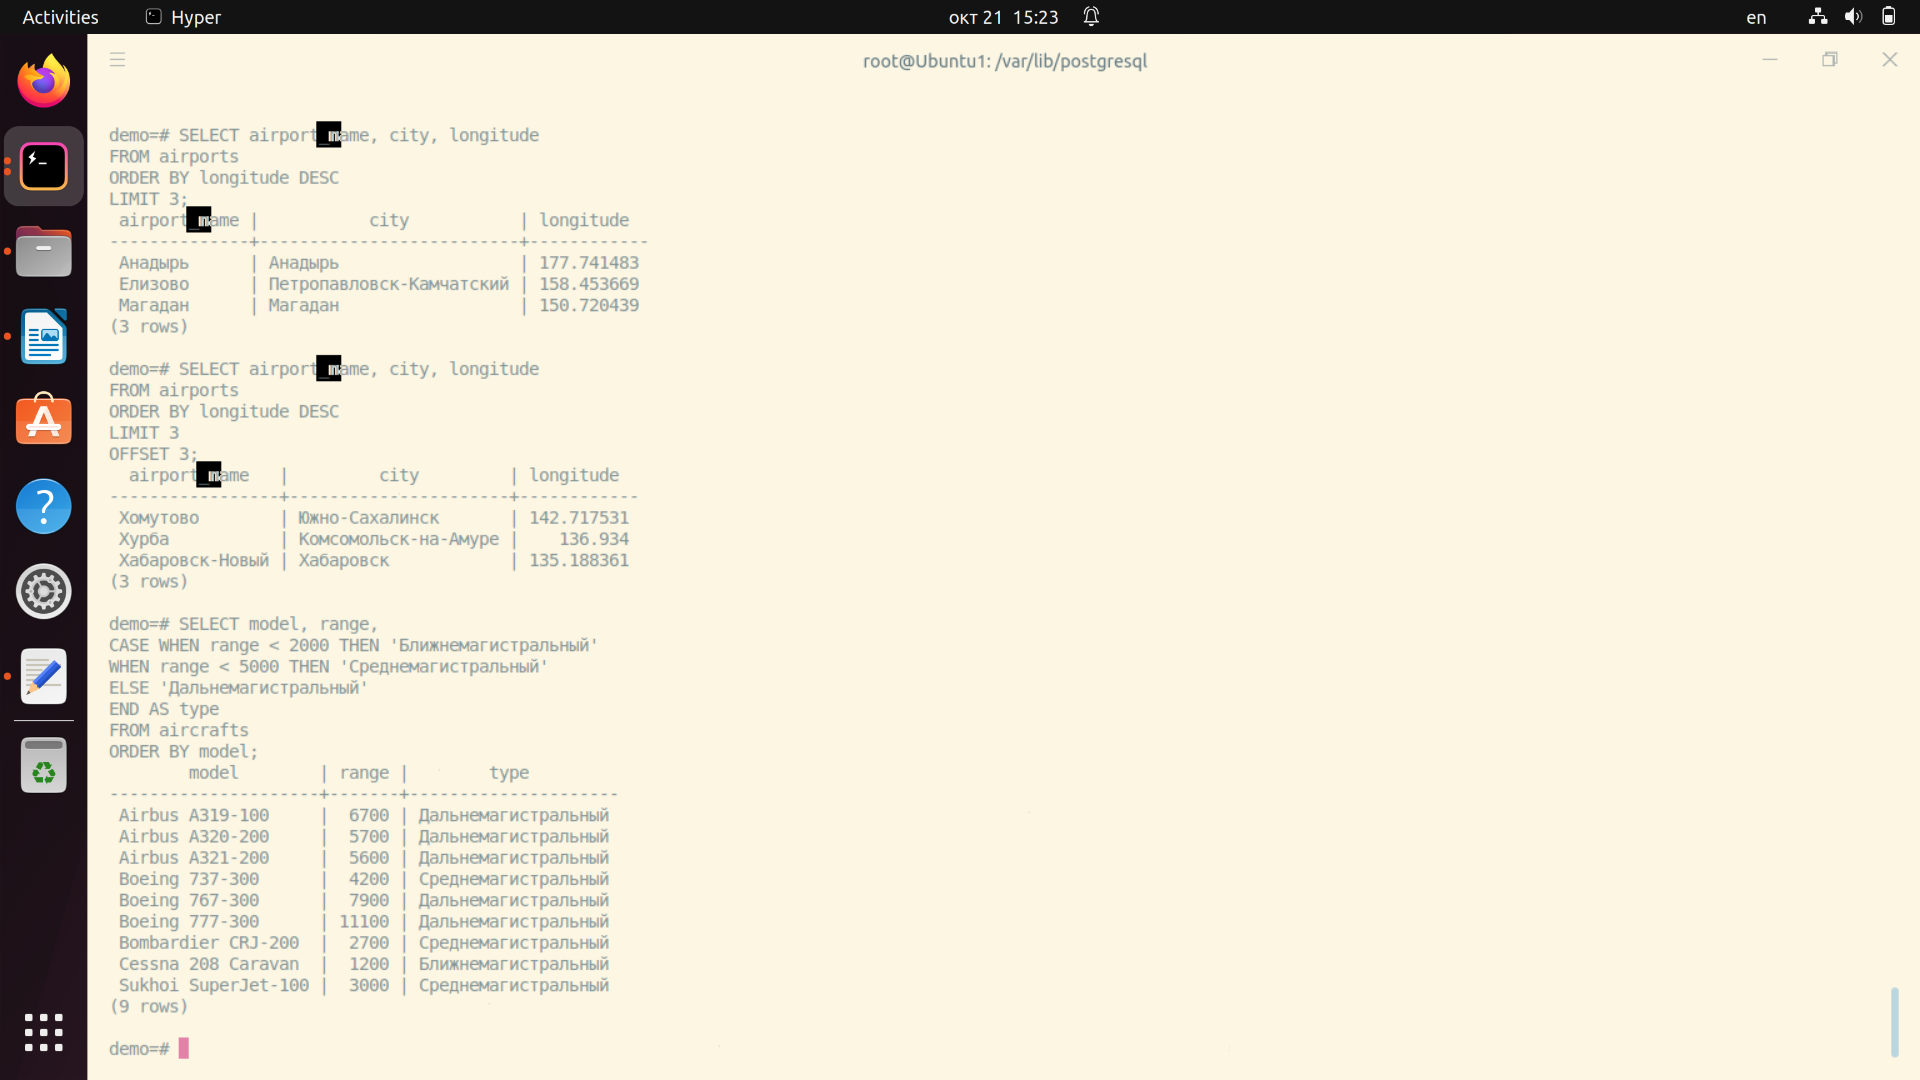 Activities Hyper окт 21 15:23 en
root@Ubuntu1: /var/lib/postgresql
demo=# SELECT airport_name, city, longitude
FROM airports
ORDER BY longitude DESC
LIMIT 3;
airport_name | city | longitude
--------------+--------------------------+------------
Анадырь | Анадырь | 177.741483
Елизово | Петропавловск-Камчатский | 158.453669
Магадан | Магадан | 150.720439
(3 rows)
demo=# SELECT airport_name, city, longitude
FROM airports
ORDER BY longitude DESC
LIMIT 3
OFFSET 3;
airport_name | city | longitude
-----------------+----------------------+------------
Хомутово | Южно-Сахалинск | 142.717531
Хурба | Комсомольск-на-Амуре | 136.934
Хабаровск-Новый | Хабаровск | 135.188361
(3 rows)
demo=# SELECT model, range,
CASE WHEN range < 2000 THEN 'Ближнемагистральный'
WHEN range < 5000 THEN 'Среднемагистральный'
ELSE 'Дальнемагистральный'
END AS type
FROM aircrafts
ORDER BY model;
model | range | type
---------------------+-------+---------------------
Airbus A319-100 | 6700 | Дальнемагистральный
Airbus A320-200 | 5700 | Дальнемагистральный
Airbus A321-200 | 5600 | Дальнемагистральный
Boeing 737-300 | 4200 | Среднемагистральный
Boeing 767-300 | 7900 | Дальнемагистральный
Boeing 777-300 | 11100 | Дальнемагистральный
Bombardier CRJ-200 | 2700 | Среднемагистральный
Cessna 208 Caravan | 1200 | Ближнемагистральный
Sukhoi SuperJet-100 | 3000 | Среднемагистральный
(9 rows)
demo=#